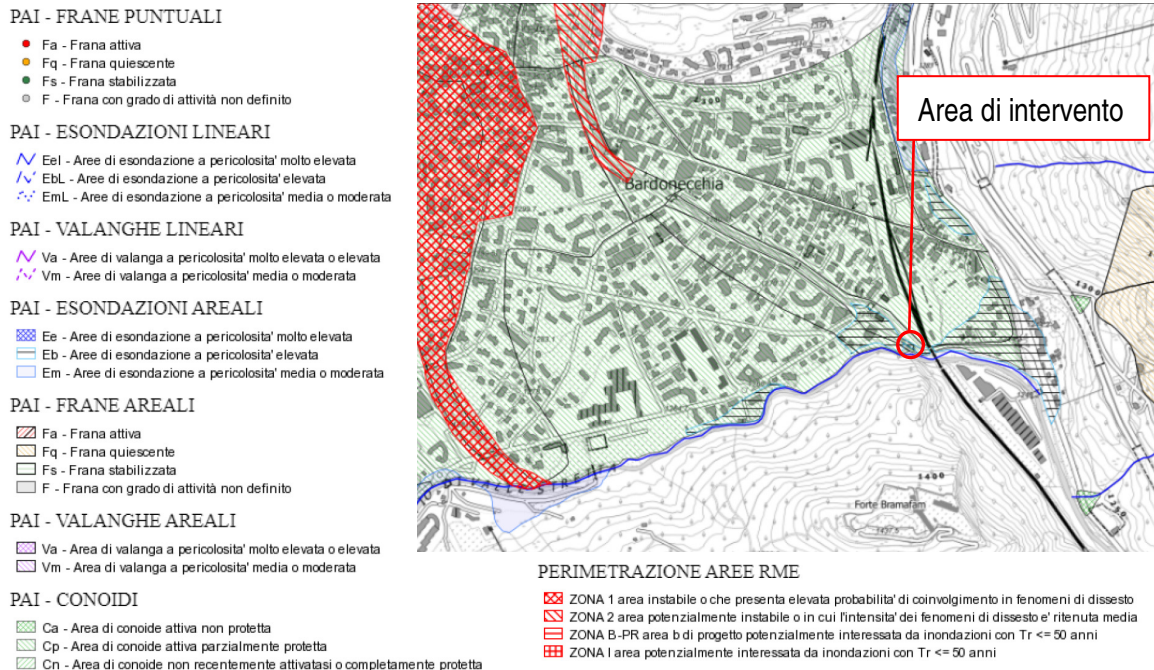 PAI - FRANE PUNTUALI
Fa - Frana attiva
Fq - Frana quiescente
Fs - Frana stabilizzata
F - Frana con grado di attività non definito
PAI - ESONDAZIONI LINEARI
Eel - Aree di esondazione a pericolosita' molto elevata
EbL - Aree di esondazione a pericolosita' elevata
EmL - Aree di esondazione a pericolosita' media o moderata
PAI - VALANGHE LINEARI
Va - Aree di valanga a pericolosita' molto elevata o elevata
Vm - Aree di valanga a pericolosita' media o moderata
PAI - ESONDAZIONI AREALI
Ee - Aree di esondazione a pericolosita' molto elevata
Eb - Aree di esondazione a pericolosita' elevata
Em - Aree di esondazione a pericolosita' media o moderata
PAI - FRANE AREALI
Fa - Frana attiva
Fq - Frana quiescente
Fs - Frana stabilizzata
F - Frana con grado di attività non definito
PAI - VALANGHE AREALI
Va - Area di valanga a pericolosita' molto elevata o elevata
Vm - Area di valanga a pericolosita' media o moderata
PAI - CONOIDI
Ca - Area di conoide attiva non protetta
Cp - Area di conoide attiva parzialmente protetta
Cn - Area di conoide non recentemente attivatasi o completamente protetta
Area di intervento
1300
Bardonecchia
1300
1400
Forte Bramafam
1300
PERIMETRAZIONE AREE RME
ZONA 1 area instabile o che presenta elevata probabilita' di coinvolgimento in fenomeni di dissesto
ZONA 2 area potenzialmente instabile o in cui l'intensita' dei fenomeni di dissesto e' ritenuta media
ZONA B-PR area b di progetto potenzialmente interessata da inondazioni con Tr <= 50 anni
ZONA I area potenzialmente interessata da inondazioni con Tr <= 50 anni